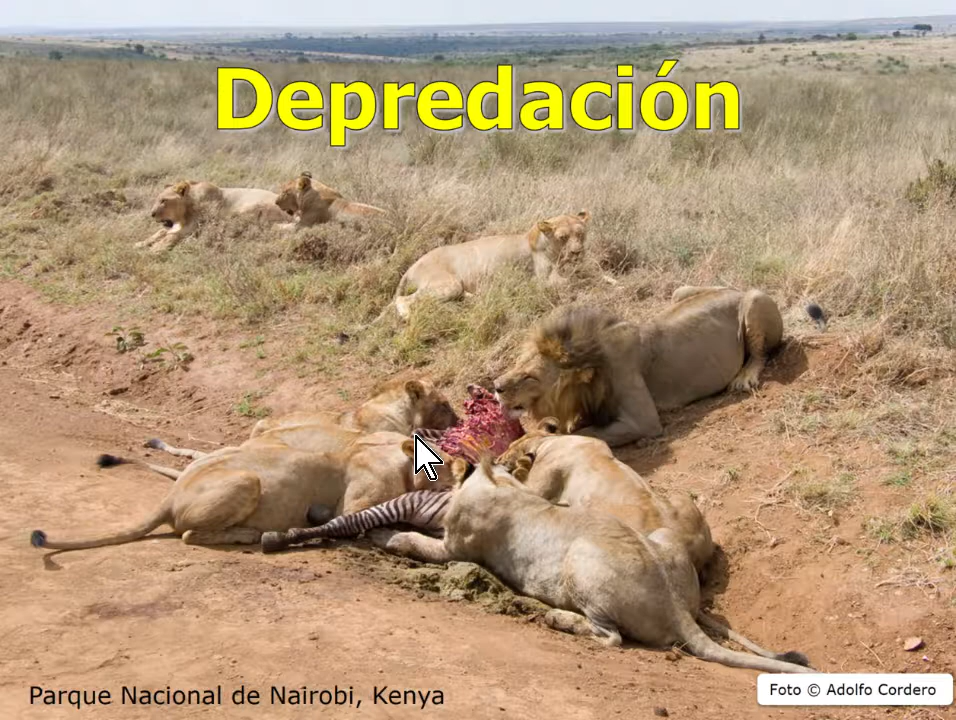 Depredación
Parque Nacional de Nairobi, Kenya
Foto © Adolfo Cordero